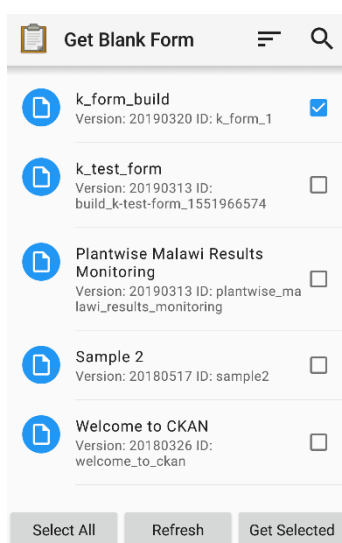 Get Blank Form
k_form_build
Version: 20190320 ID: k_form_1
k_test_form
Version: 20190313 ID:
build_k-test-form_1551966574
Plantwise Malawi Results
Monitoring
Version: 20190313 ID: plantwise_ma
lawi_results_monitoring
Sample 2
Version: 20180517 ID: sample2
Welcome to CKAN
Version: 20180326 ID:
welcome_to_ckan
Select All Refresh Get Selected